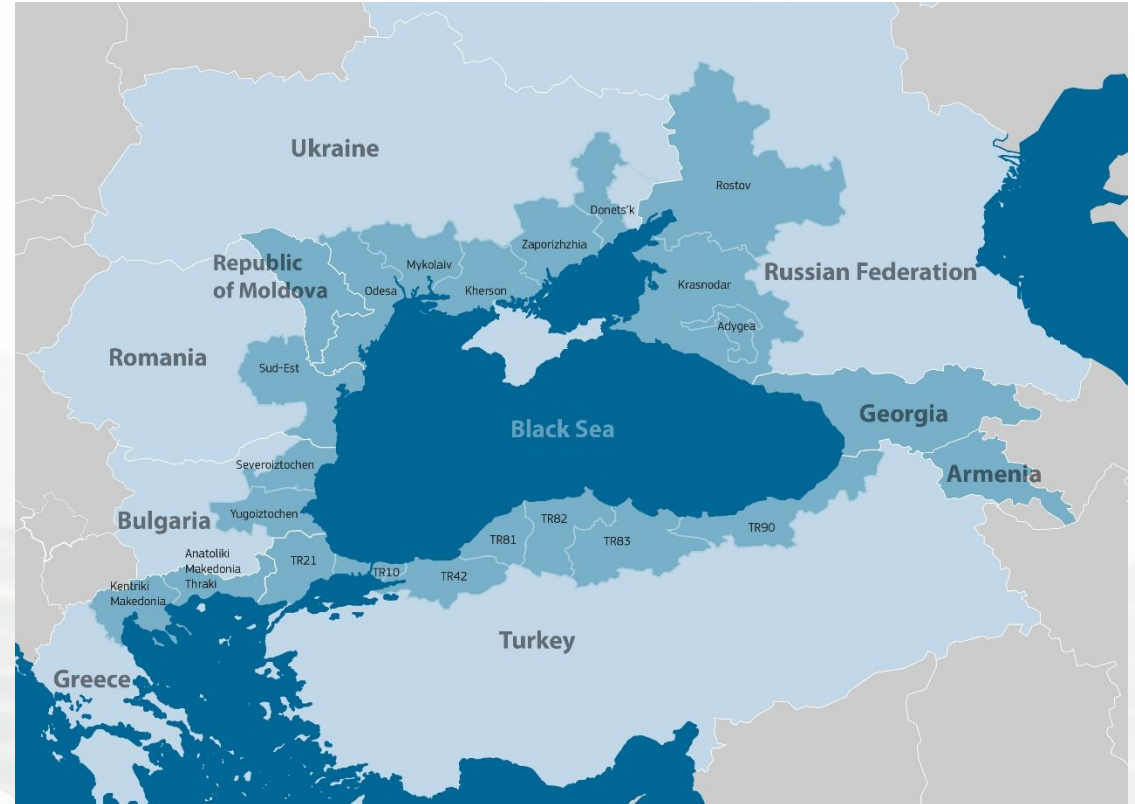 Ukraine
Rostov
Donets'k
Zaporizhzhia
Republic
of Moldova
Mykolaiv
Odesa
Kherson
Krasnodar
Russian Federation
Adygea
Romania
Sud-Est
Georgia
Black Sea
Severoiztochen
Armenia
Bulgaria
Yugoiztochen
TR82
TR81
TR83
TR90
Anatoliki
Makedonia
Thraki
TR21
TR10
TR42
Kentriki
Makedonia
Turkey
Greece